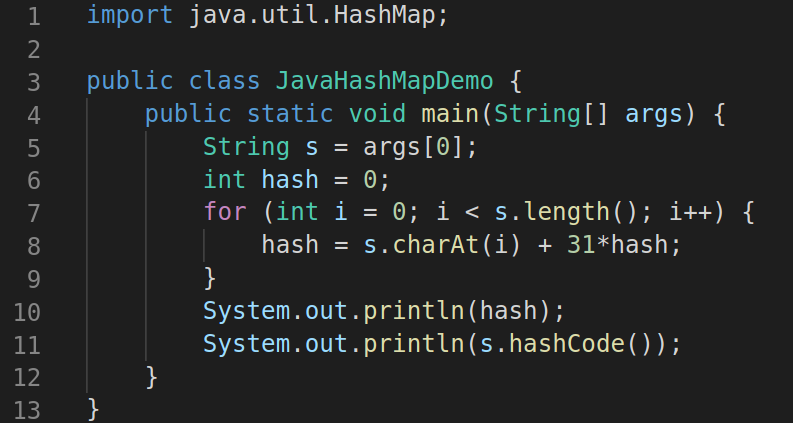 1 import java.util.HashMap;
2
3 public class JavaHashMapDemo {
4     public static void main(String[] args) {
5         String s = args[0];
6         int hash = 0;
7         for (int i = 0; i < s.length(); i++) {
8             hash = s.charAt(i) + 31*hash;
9         }
10         System.out.println(hash);
11         System.out.println(s.hashCode());
12     }
13 }